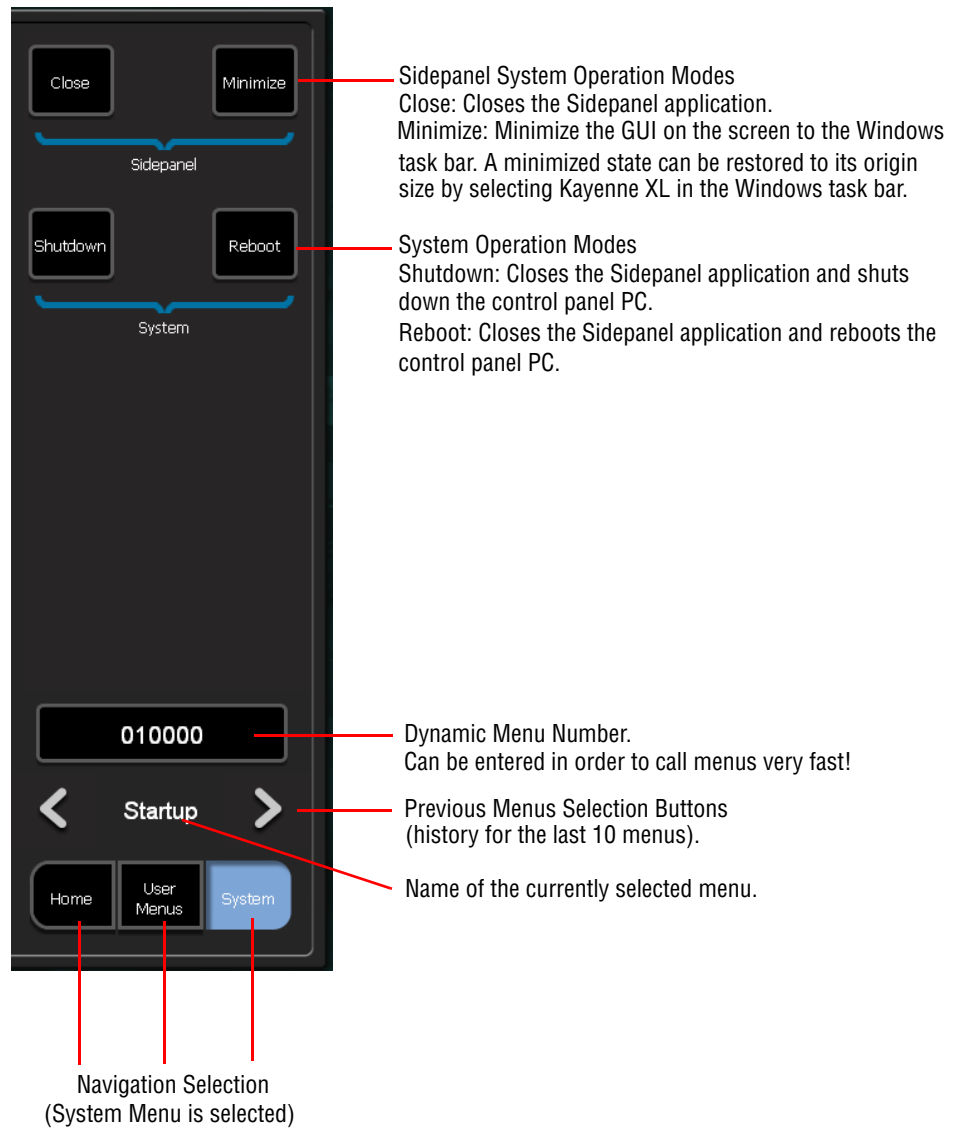 Close
Minimize
Sidepanel
Shutdown
Reboot
System
010000
Startup
Home
User
Menus
System
Sidepanel System Operation Modes
Close: Closes the Sidepanel application.
Minimize: Minimize the GUI on the screen to the Windows
task bar. A minimized state can be restored to its origin
size by selecting Kayenne XL in the Windows task bar.
System Operation Modes
Shutdown: Closes the Sidepanel application and shuts
down the control panel PC.
Reboot: Closes the Sidepanel application and reboots the
control panel PC.
Dynamic Menu Number.
Can be entered in order to call menus very fast!
Previous Menus Selection Buttons
(history for the last 10 menus).
Name of the currently selected menu.
Navigation Selection
(System Menu is selected)